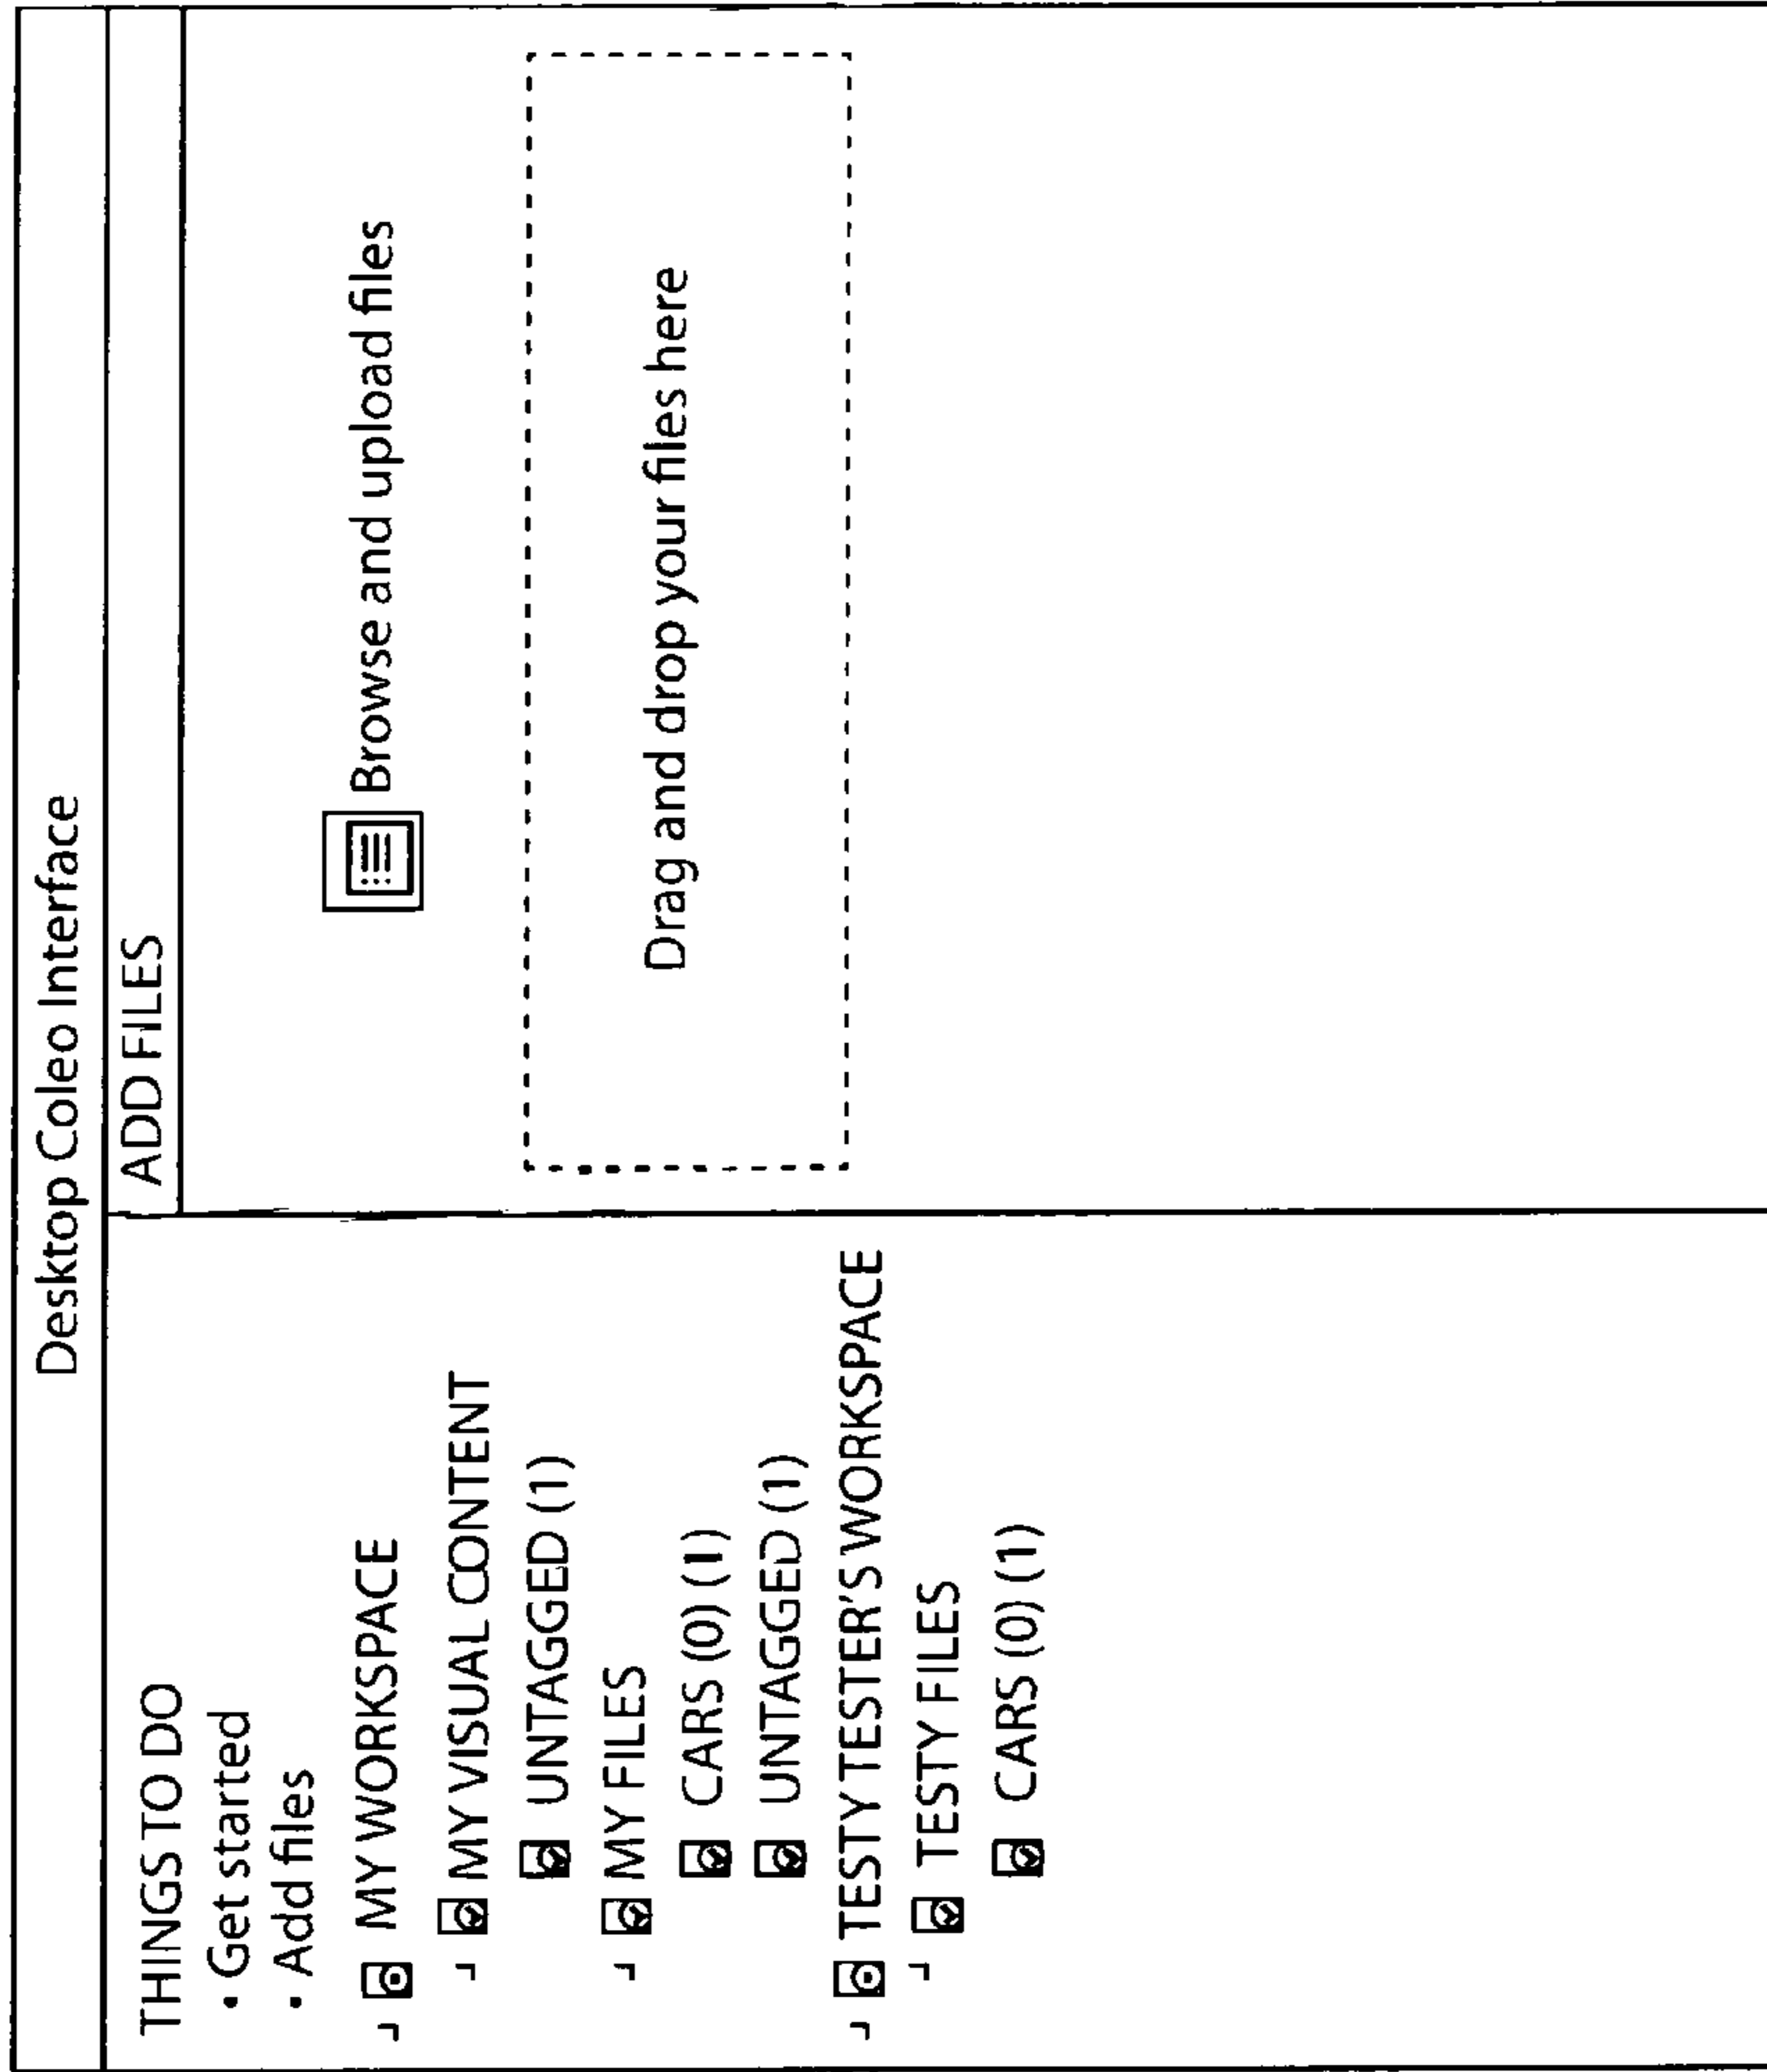 Desktop Coleo Interface
THINGS TO DO
• Get started
• Add files
MY WORKSPACE
MY VISUAL CONTENT
UNTAGGED (1)
MY FILES
CARS (0) (1)
UNTAGGED (1)
TESTY TESTER'S WORKSPACE
TESTY FILES
CARS (0) (1)
ADD FILES
Browse and upload files
Drag and drop your files here